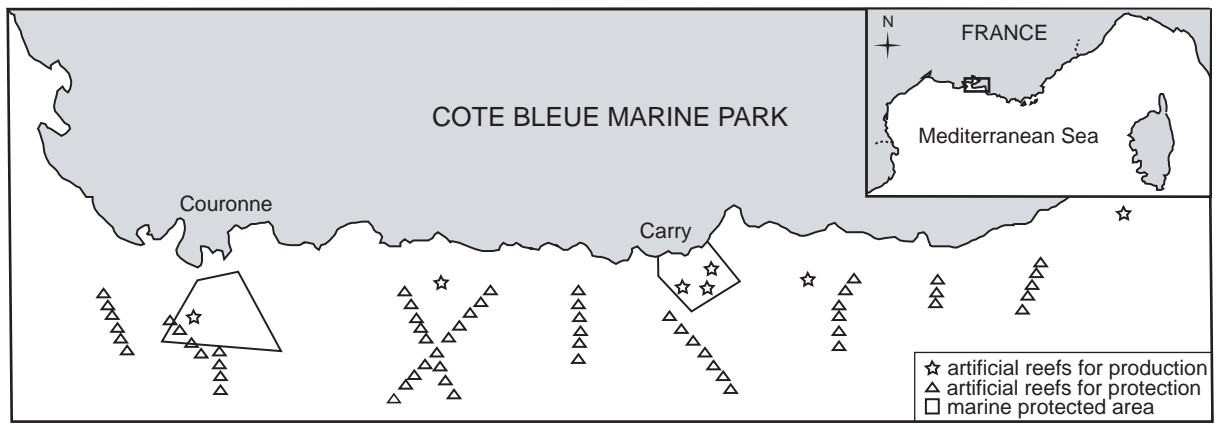 N
FRANCE
COTE BLEUE MARINE PARK
Mediterranean Sea
Couronne
Carry
artificial reefs for production
artificial reefs for protection
marine protected area